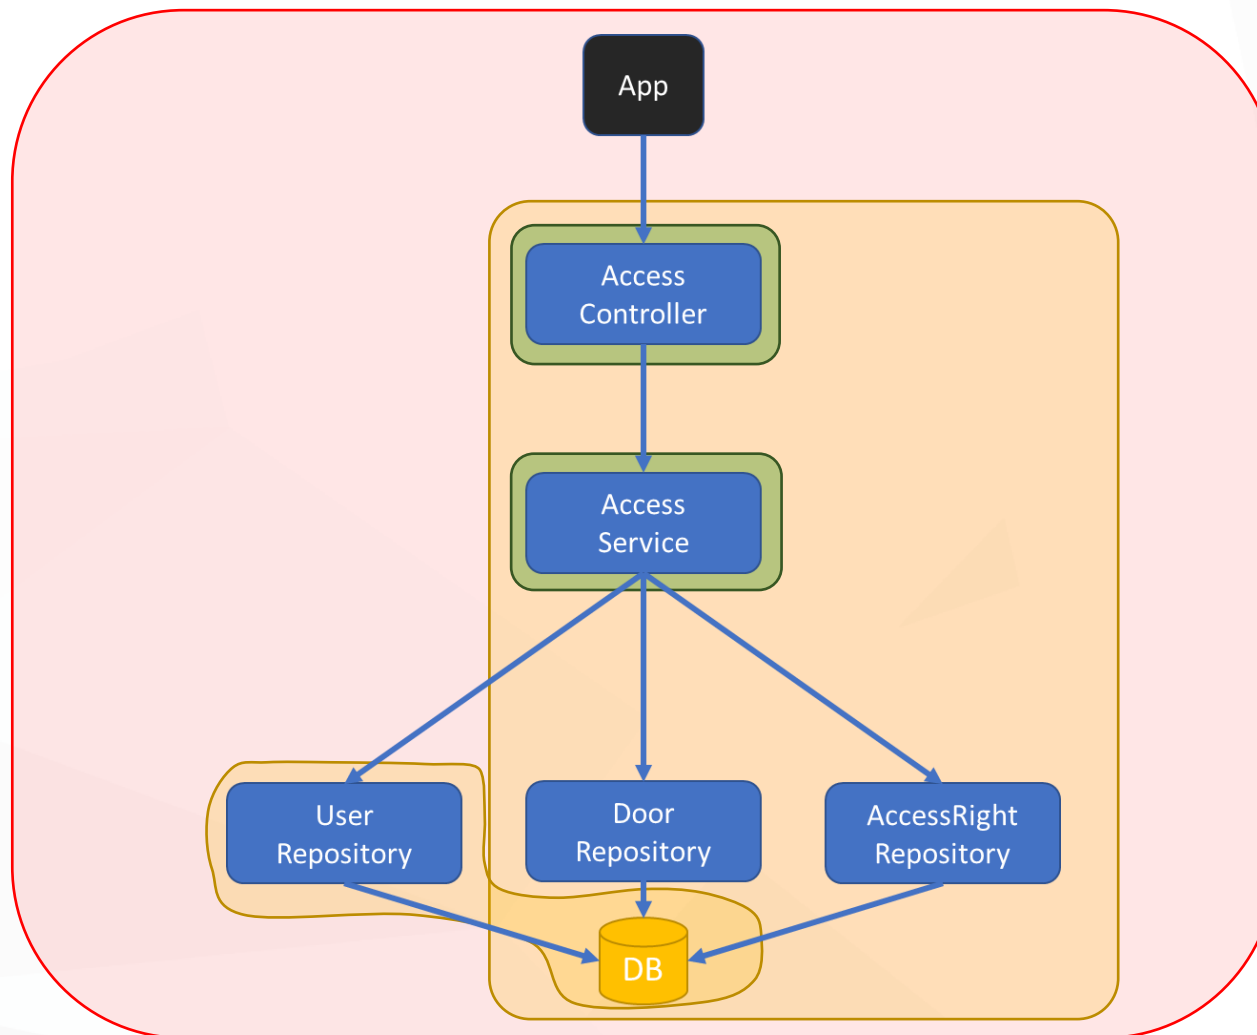 App
Access
Controller
Access
Service
User
Repository
Door
Repository
AccessRight
Repository
DB